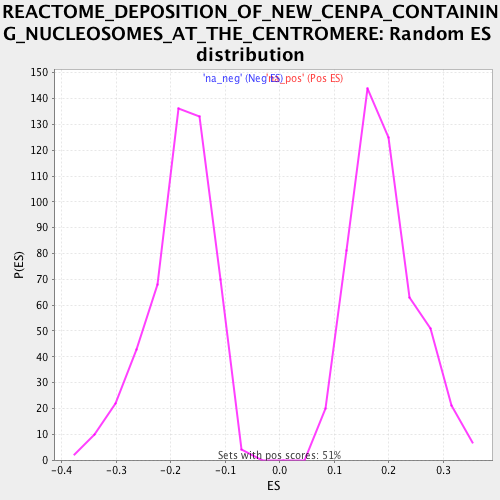 REACTOME_DEPOSITION_OF_NEW_CENPA_CONTAININ
G_NUCLEOSOMES_AT_THE_CENTROMERE: Random ES
distribution
'na_neg' (Neg ES) 'na_pos' (Pos ES)
150
140
130
120
110
100
90
80
70
60
50
40
30
20
10
0
P(ES)
Sets with pos scores: 51%
-0.4 -0.3 -0.2 -0.1 0.0 0.1 0.2 0.3
ES